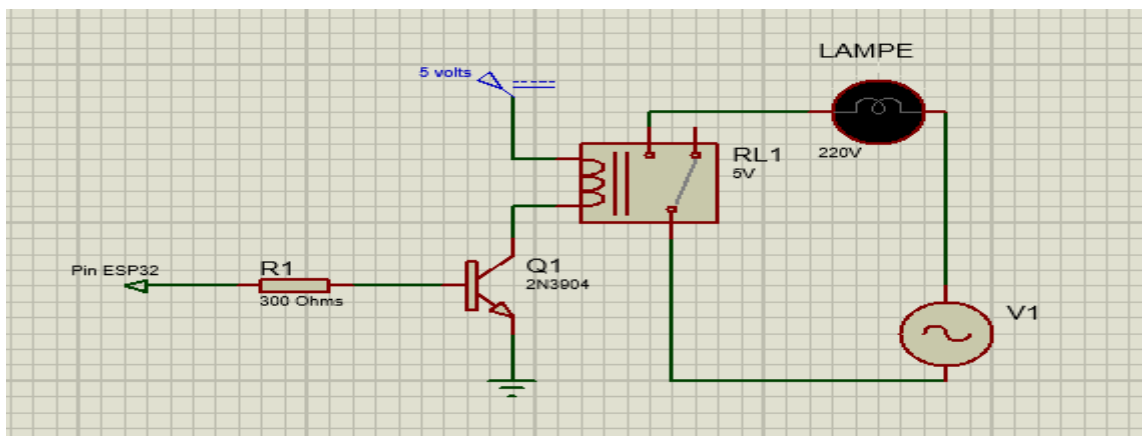 LAMPE
5 volts
220V
RL1
5V
Pin ESP32
R1
300 Ohms
Q1
2N3904
V1